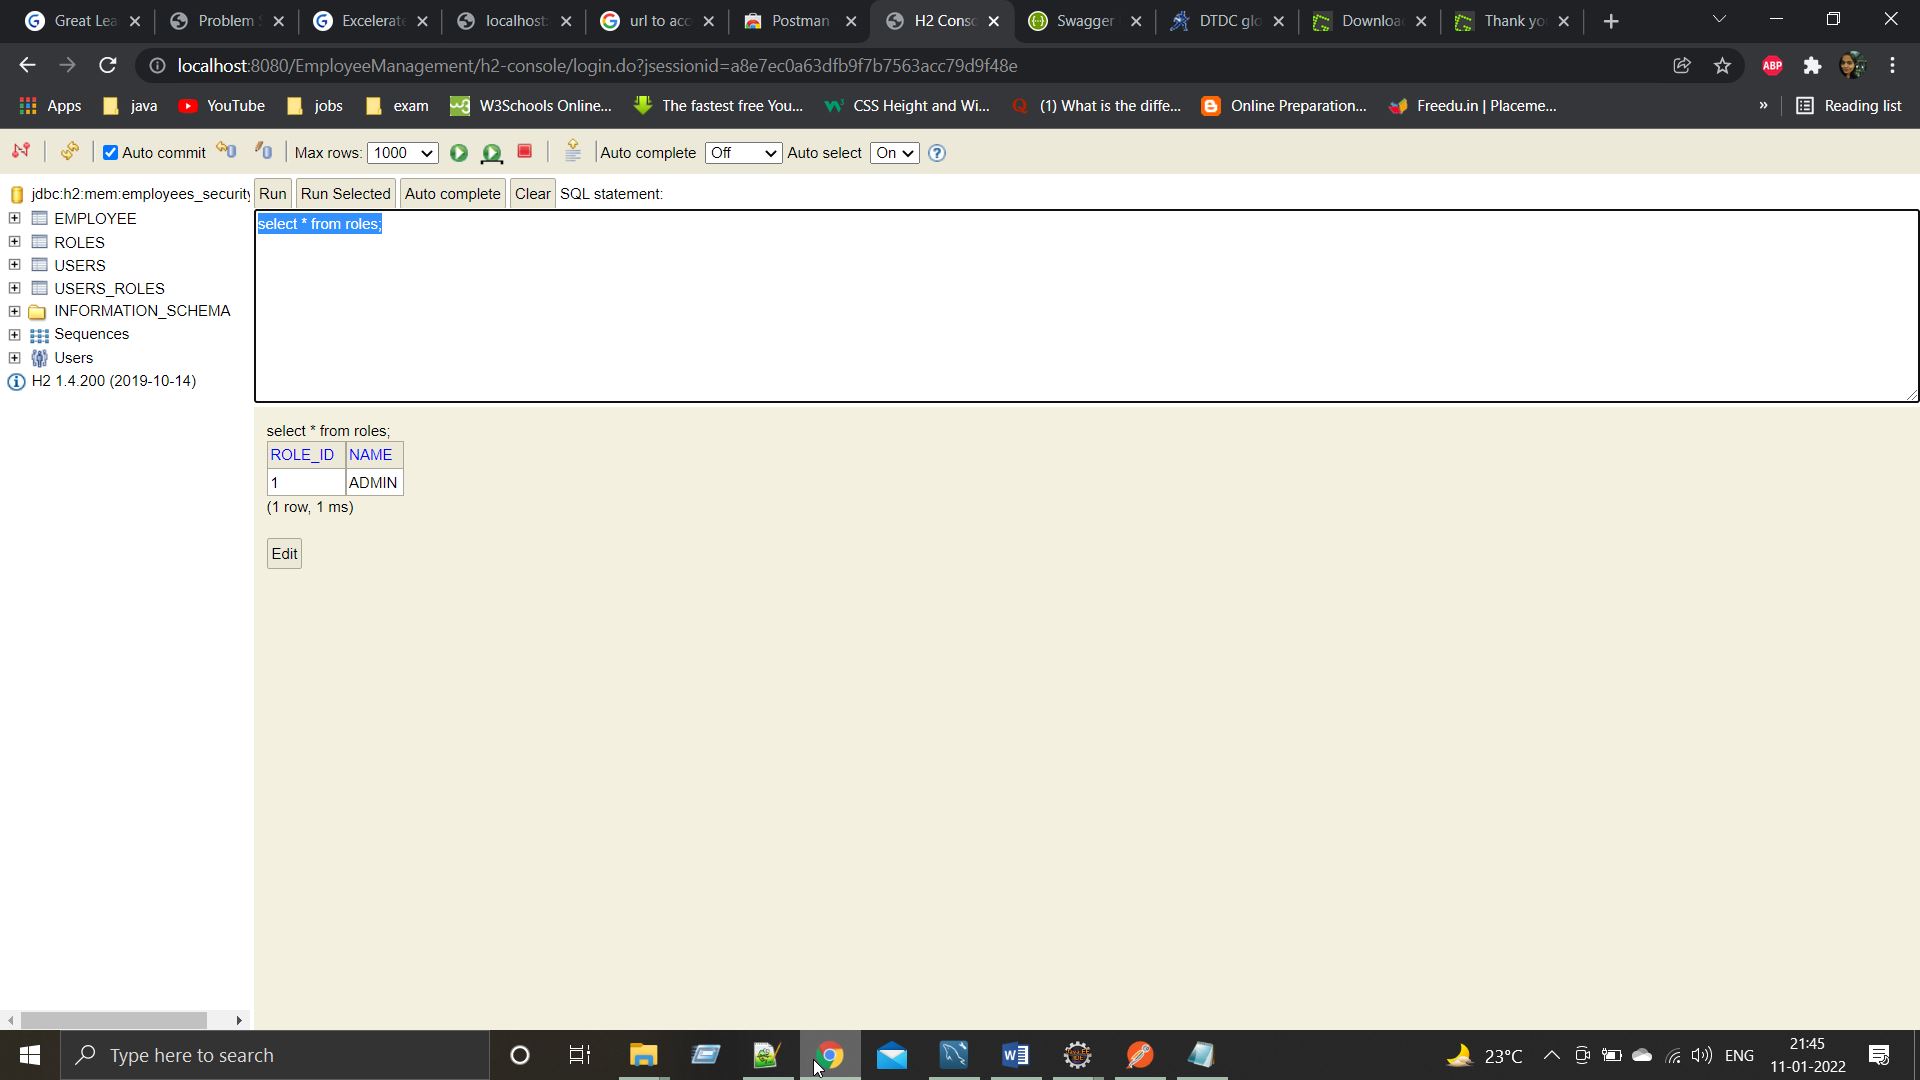 Great Lea
Problem S
Excelerate
localhost:
url to acc
Postman
H2 Conso
Swagger
DTDC glo
Download
Thank yo
localhost:8080/EmployeeManagement/h2-console/login.do?jsessionid=a8e7ec0a63dfb9f7b7563acc79d9f48e
ABP
Apps
java
YouTube
jobs
exam
W3Schools Online...
The fastest free You...
CSS Height and Wi...
(1) What is the diffe...
Online Preparation...
Freedu.in | Placeme...
»
Reading list
Auto commit
Max rows: 1000
Auto complete Off
Auto select On
jdbc:h2:mem:employees_security
Run
Run Selected
Auto complete
Clear
SQL statement:
EMPLOYEE
ROLES
USERS
USERS_ROLES
INFORMATION_SCHEMA
Sequences
Users
H2 1.4.200 (2019-10-14)
select * from roles;
select * from roles;
ROLE_ID NAME
1 ADMIN
(1 row, 1 ms)
Edit
Type here to search
23°C
ENG
21:45
11-01-2022